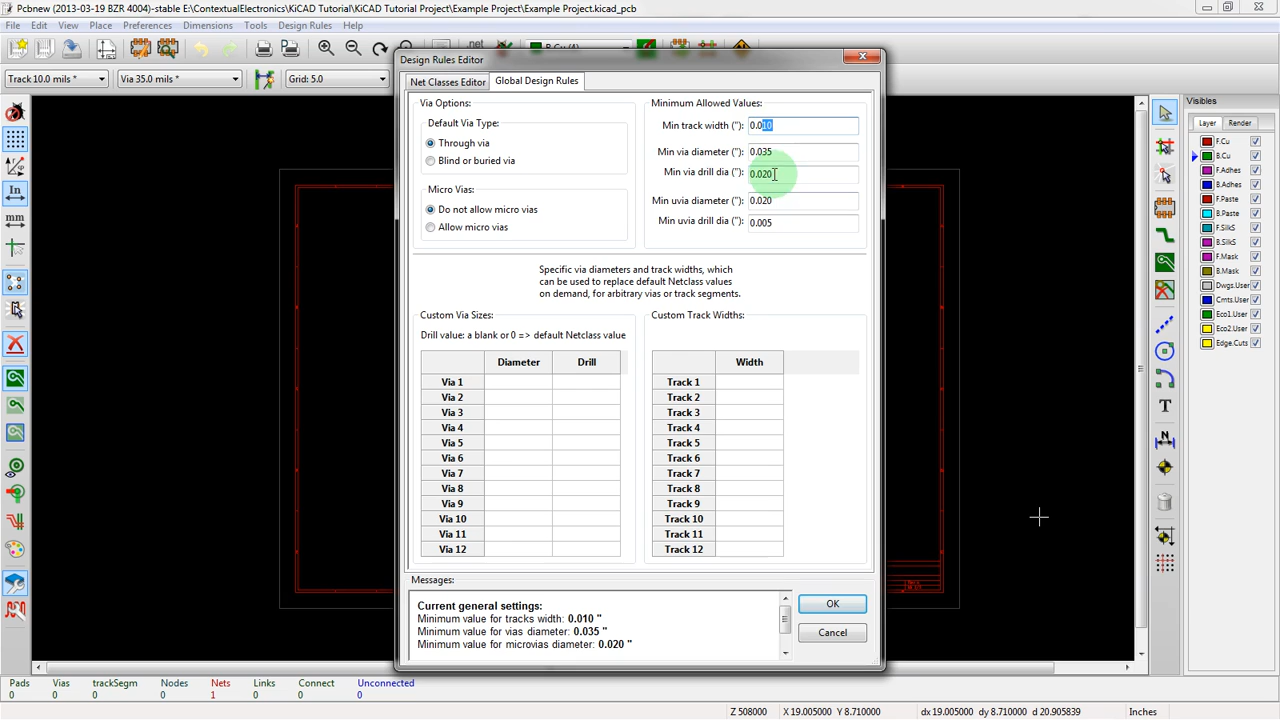 Pcbnew (2013-03-19 BZR 4004)-stable E:\ContextualElectronics\KiCAD Tutorial\KiCAD Tutorial Project\Example Project\Example Project.kicad_pcb
File Edit View Place Preferences Dimensions Tools Design Rules Help
Track 10.0 mils * Via 35.0 mils * Grid: 5.0
Design Rules Editor
Net Classes Editor Global Design Rules
Via Options:
Default Via Type:
Through via
Blind or buried via
Micro Vias:
Do not allow micro vias
Allow micro vias
Minimum Allowed Values:
Min track width ("): 0.010
Min via diameter ("): 0.035
Min via drill dia ("): 0.020
Min uvia diameter ("): 0.020
Min uvia drill dia ("): 0.005
Specific via diameters and track widths, which
can be used to replace default Netclass values
on demand, for arbitrary vias or track segments.
Custom Via Sizes:
Drill value: a blank or 0 => default Netclass value
Diameter Drill
Via 1
Via 2
Via 3
Via 4
Via 5
Via 6
Via 7
Via 8
Via 9
Via 10
Via 11
Via 12
Custom Track Widths:
Width
Track 1
Track 2
Track 3
Track 4
Track 5
Track 6
Track 7
Track 8
Track 9
Track 10
Track 11
Track 12
Messages:
Current general settings:
Minimum value for tracks width: 0.010 "
Minimum value for vias diameter: 0.035 "
Minimum value for microvias diameter: 0.020 "
OK
Cancel
In
mm
Visibles
Layer Render
F.Cu
B.Cu
F.Adhes
B.Adhes
F.Paste
B.Paste
F.SilkS
B.SilkS
F.Mask
B.Mask
Dwgs.User
Cmts.User
Eco1.User
Eco2.User
Edge.Cuts
Pads Vias trackSegm Nodes Nets Links Connect Unconnected
0 0 0 0 1 0 0 0
Z 508000 X 19.005000 Y 8.710000 dx 19.005000 dy 8.710000 d 20.905839 Inches